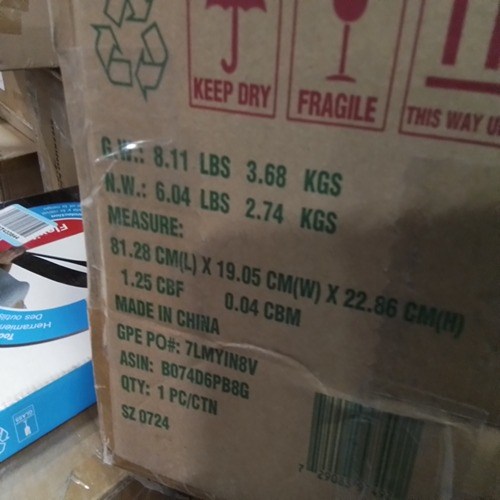 KEEP DRY
FRAGILE
THIS WAY
G.W.: 8.11 LBS 3.68 KGS
N.W.: 6.04 LBS 2.74 KGS
MEASURE:
81.28 CM(L) X 19.05 CM(W) X 22.86 CM(H)
1.25 CBF 0.04 CBM
MADE IN CHINA
GPE PO#: 7LMYIN8V
ASIN: B074D6PB8G
QTY: 1 PC/CTN
SZ 0724